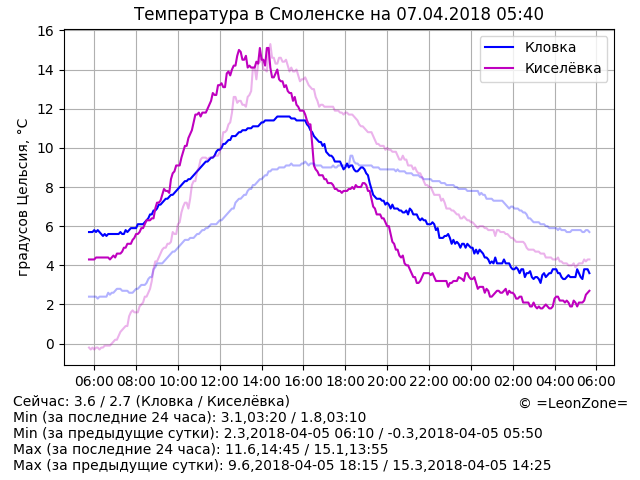 Температура в Смоленске на 07.04.2018 05:40
Кловка
Киселёвка
градусов Цельсия, °C
16
14
12
10
8
6
4
2
0
06:00 08:00 10:00 12:00 14:00 16:00 18:00 20:00 22:00 00:00 02:00 04:00 06:00
Сейчас: 3.6 / 2.7 (Кловка / Киселёвка)
© =LeonZone=
Min (за последние 24 часа): 3.1,03:20 / 1.8,03:10
Min (за предыдущие сутки): 2.3,2018-04-05 06:10 / -0.3,2018-04-05 05:50
Max (за последние 24 часа): 11.6,14:45 / 15.1,13:55
Max (за предыдущие сутки): 9.6,2018-04-05 18:15 / 15.3,2018-04-05 14:25